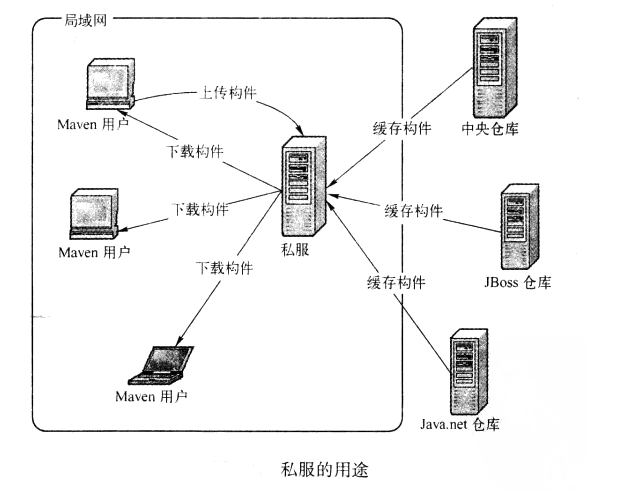 局域网
上传构件
Maven 用户
缓存构件
中央仓库
下载构件
下载构件
缓存构件
Maven 用户
私服
下载构件
缓存构件
JBoss 仓库
Maven 用户
Java.net 仓库
私服的用途